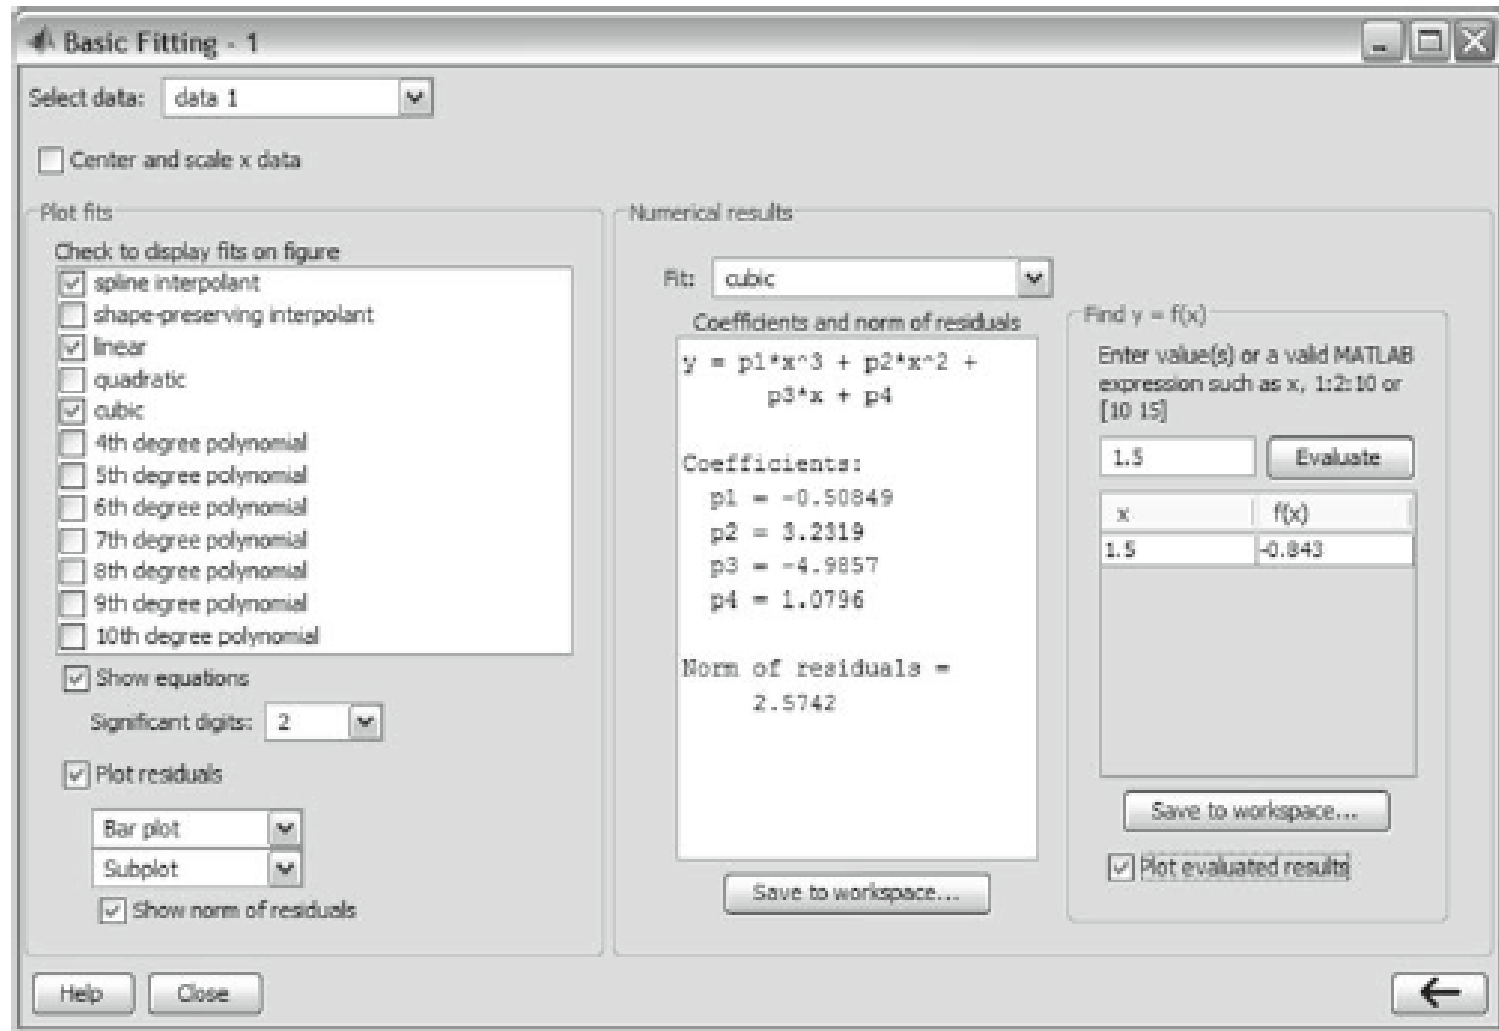 Basic Fitting - 1
Select data: data 1
Center and scale x data
Plot fits
Check to display fits on figure
spline interpolant
shape-preserving interpolant
linear
quadratic
cubic
4th degree polynomial
5th degree polynomial
6th degree polynomial
7th degree polynomial
8th degree polynomial
9th degree polynomial
10th degree polynomial
Show equations
Significant digits: 2
Plot residuals
Bar plot
Subplot
Show norm of residuals
Numerical results
Fit: cubic
Coefficients and norm of residuals
y = p1*x^3 + p2*x^2 +
p3*x + p4
Coefficients:
p1 = -0.50849
p2 = 3.2319
p3 = -4.9857
p4 = 1.0796
Norm of residuals =
2.5742
Save to workspace...
Find y = f(x)
Enter value(s) or a valid MATLAB
expression such as x, 1:2:10 or
[10 15]
1.5 Evaluate
x f(x)
1.5 -0.843
Save to workspace...
Plot evaluated results
Help Close